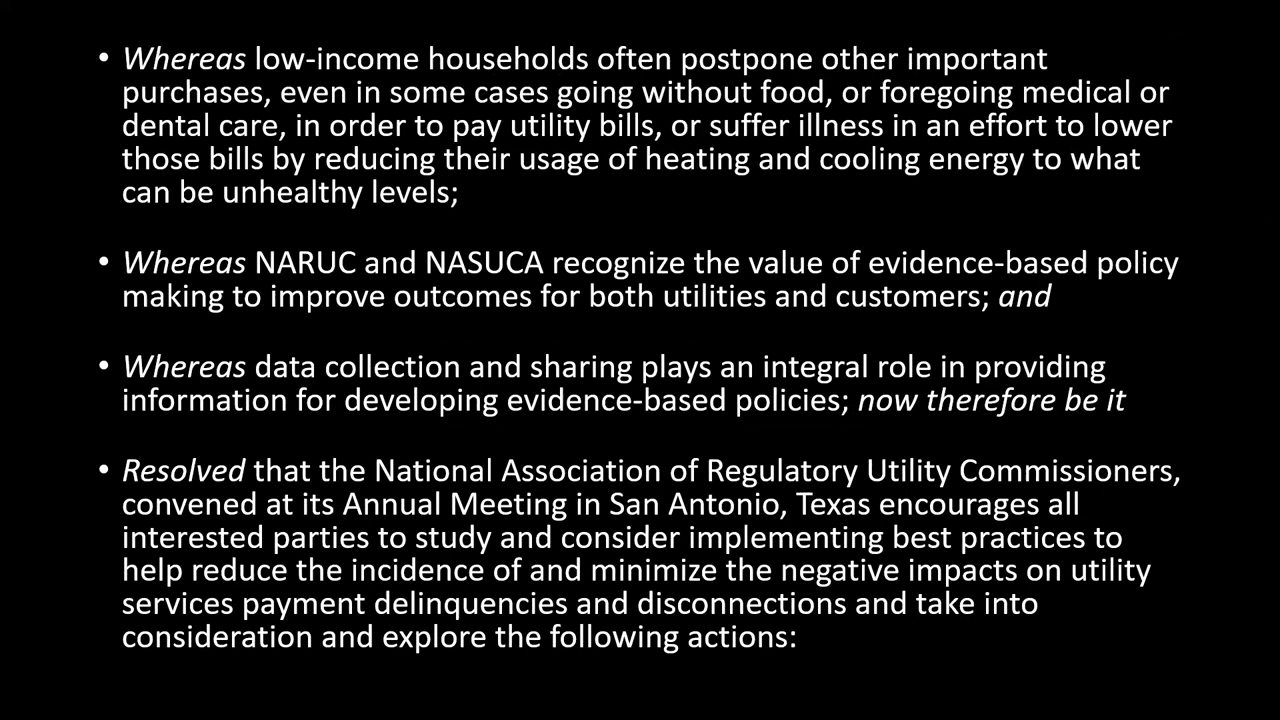 • Whereas low-income households often postpone other important
purchases, even in some cases going without food, or foregoing medical or
dental care, in order to pay utility bills, or suffer illness in an effort to lower
those bills by reducing their usage of heating and cooling energy to what
can be unhealthy levels;
• Whereas NARUC and NASUCA recognize the value of evidence-based policy
making to improve outcomes for both utilities and customers; and
• Whereas data collection and sharing plays an integral role in providing
information for developing evidence-based policies; now therefore be it
• Resolved that the National Association of Regulatory Utility Commissioners,
convened at its Annual Meeting in San Antonio, Texas encourages all
interested parties to study and consider implementing best practices to
help reduce the incidence of and minimize the negative impacts on utility
services payment delinquencies and disconnections and take into
consideration and explore the following actions: